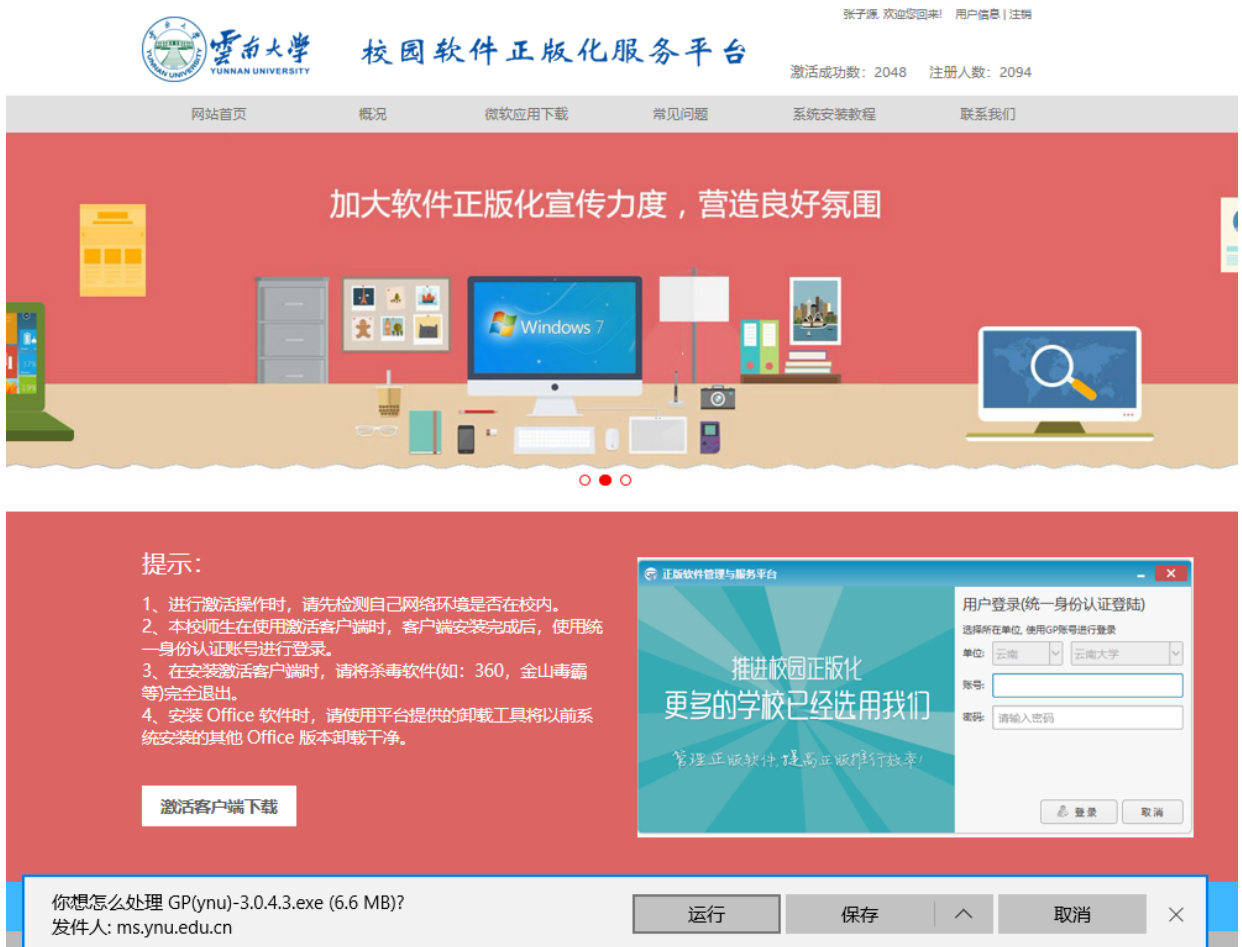 张子源, 欢迎您回来! 用户信息 | 注销
雲南大學
YUNNAN UNIVERSITY
校园软件正版化服务平台
激活成功数：2048 注册人数：2094
网站首页 概况 微软应用下载 常见问题 系统安装教程 联系我们
加大软件正版化宣传力度，营造良好氛围
Windows 7
提示：
1、进行激活操作时，请先检测自己网络环境是否在校内。
2、本校师生在使用激活客户端时，客户端安装完成后，使用统
一身份认证账号进行登录。
3、在安装激活客户端时，请将杀毒软件(如：360，金山毒霸
等)完全退出。
4、安装 Office 软件时，请使用平台提供的卸载工具将以前系
统安装的其他 Office 版本卸载干净。
激活客户端下载
正版软件管理与服务平台
推进校园正版化
更多的学校已经选用我们
管理正版软件,提高正版推行效率!
用户登录(统一身份认证登陆)
选择所在单位, 使用GP账号进行登录
单位: 云南 云南大学
账号:
密码: 请输入密码
登录 取消
你想怎么处理 GP(ynu)-3.0.4.3.exe (6.6 MB)?
发件人: ms.ynu.edu.cn
运行 保存 取消